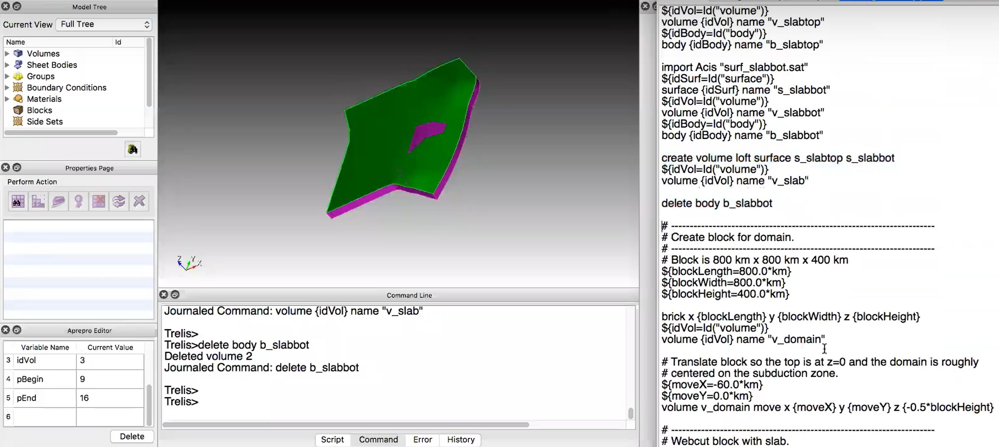 Model Tree
Current View Full Tree
Name Id
Volumes
Sheet Bodies
Groups
Boundary Conditions
Materials
Blocks
Side Sets
Properties Page
Perform Action
Aprepro Editor
Variable Name Current Value
3 idVol 3
4 pBegin 9
5 pEnd 16
6
Delete
Z Y X
Command Line
Journaled Command: volume {idVol} name "v_slab"
Trelis>
Trelis>delete body b_slabbot
Deleted volume 2
Journaled Command: delete b_slabbot
Trelis>
Trelis>
Script Command Error History
${idVol=Id("volume")}
volume {idVol} name "v_slabtop"
${idBody=Id("body")}
body {idBody} name "b_slabtop"
import Acis "surf_slabbot.sat"
${idSurf=Id("surface")}
surface {idSurf} name "s_slabbot"
${idVol=Id("volume")}
volume {idVol} name "v_slabbot"
${idBody=Id("body")}
body {idBody} name "b_slabbot"
create volume loft surface s_slabtop s_slabbot
${idVol=Id("volume")}
volume {idVol} name "v_slab"
delete body b_slabbot
# ----------------------------------------------------------------------
# Create block for domain.
# ----------------------------------------------------------------------
# Block is 800 km x 800 km x 400 km
${blockLength=800.0*km}
${blockWidth=800.0*km}
${blockHeight=400.0*km}
brick x {blockLength} y {blockWidth} z {blockHeight}
${idVol=Id("volume")}
volume {idVol} name "v_domain"
# Translate block so the top is at z=0 and the domain is roughly
# centered on the subduction zone.
${moveX=-60.0*km}
${moveY=0.0*km}
volume v_domain move x {moveX} y {moveY} z {-0.5*blockHeight}
# ----------------------------------------------------------------------
# Webcut block with slab.